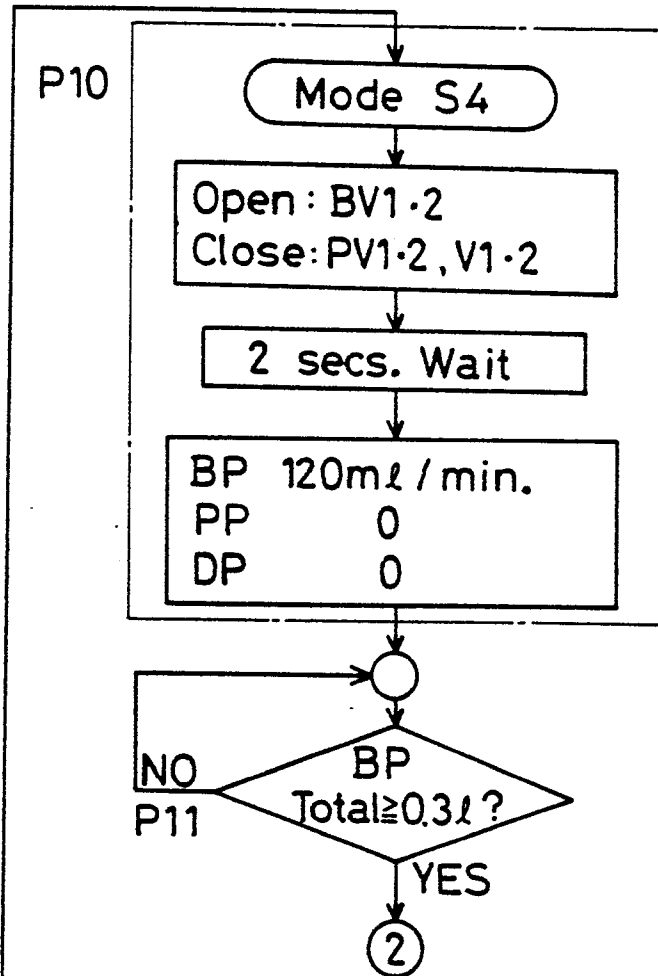 P10
Mode S4
Open: BV1·2
Close: PV1·2, V1·2
2 secs. Wait
BP 120mℓ/min.
PP 0
DP 0
BP
Total≧0.3ℓ?
NO
P11
YES
2